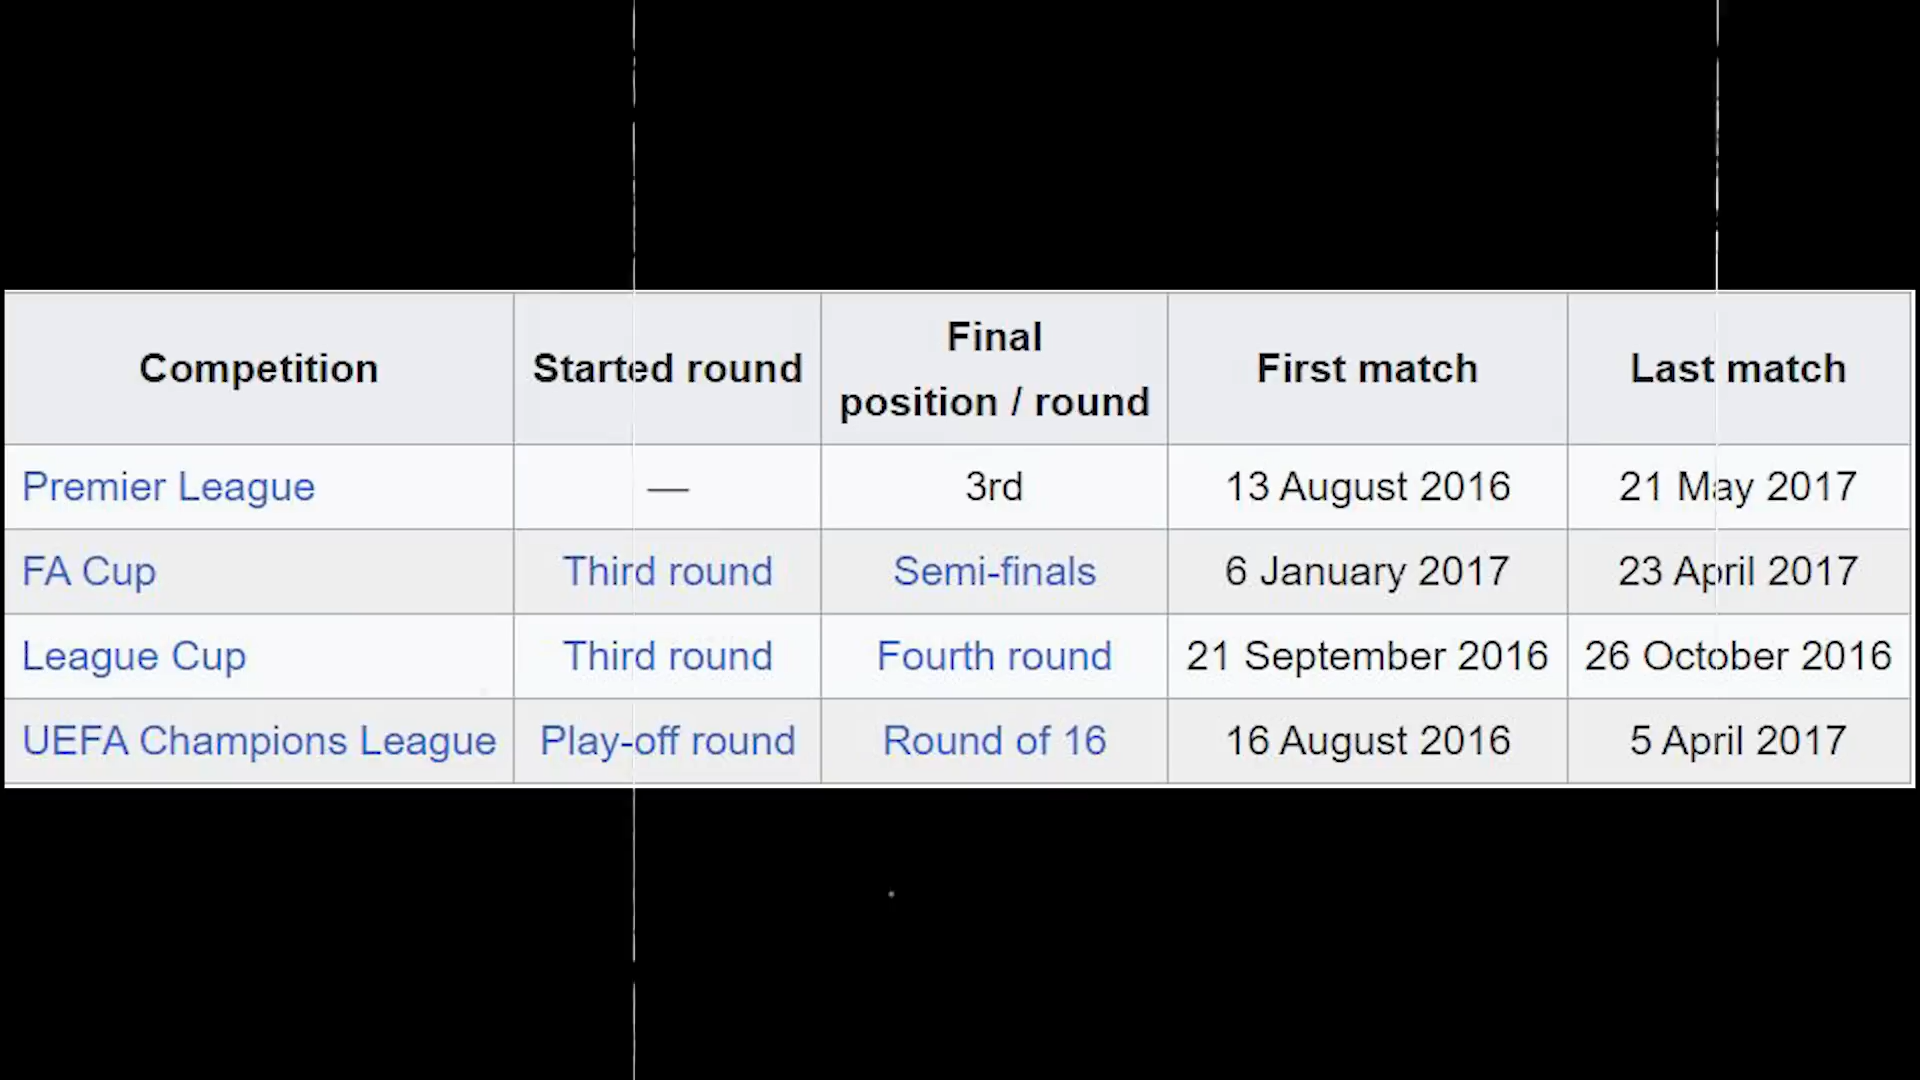 Competition Started round Final position / round First match Last match
Premier League — 3rd 13 August 2016 21 May 2017
FA Cup Third round Semi-finals 6 January 2017 23 April 2017
League Cup Third round Fourth round 21 September 2016 26 October 2016
UEFA Champions League Play-off round Round of 16 16 August 2016 5 April 2017